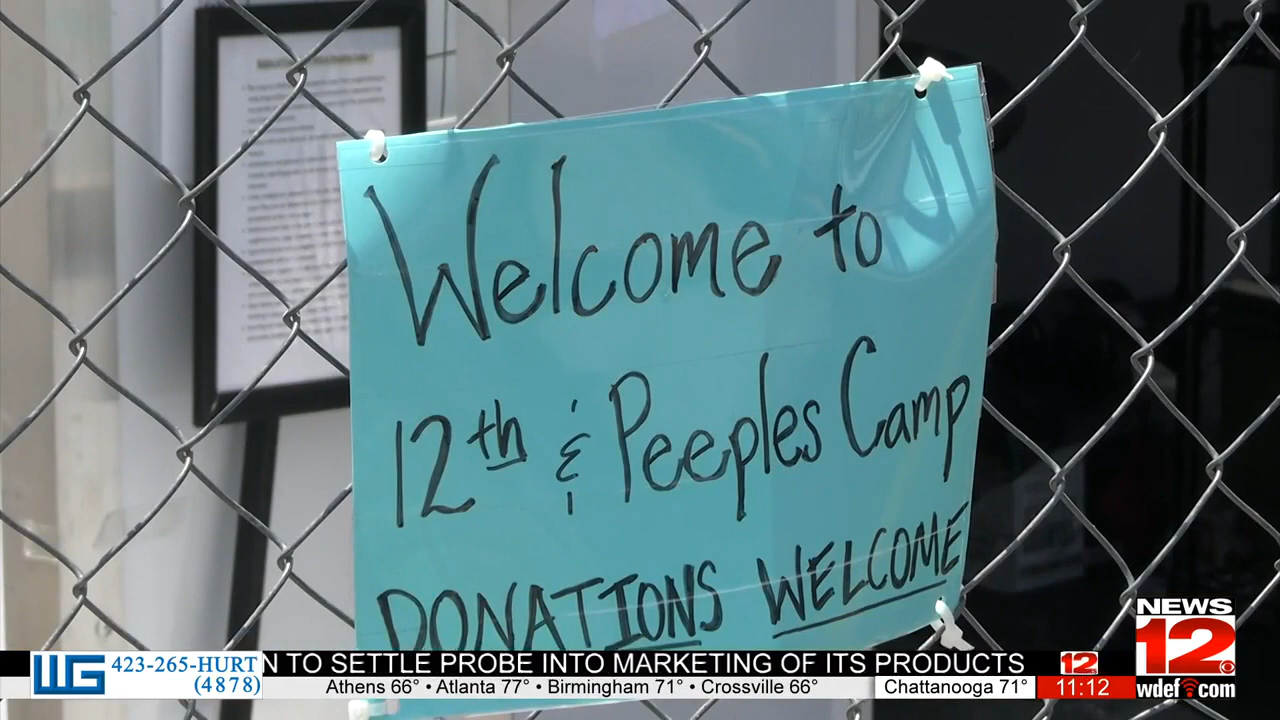 Welcome to
12th & Peeples Camp
DONATIONS WELCOME
NEWS
12
wdef.com
WG 423-265-HURT
(4878)
N TO SETTLE PROBE INTO MARKETING OF ITS PRODUCTS
12
Athens 66° • Atlanta 77° • Birmingham 71° • Crossville 66°
Chattanooga 71°
11:12